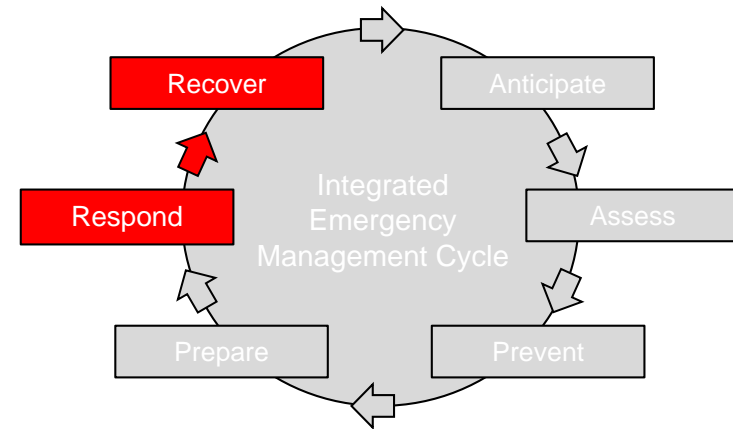 Recover
Anticipate
Integrated
Emergency
Management Cycle
Respond
Assess
Prepare
Prevent